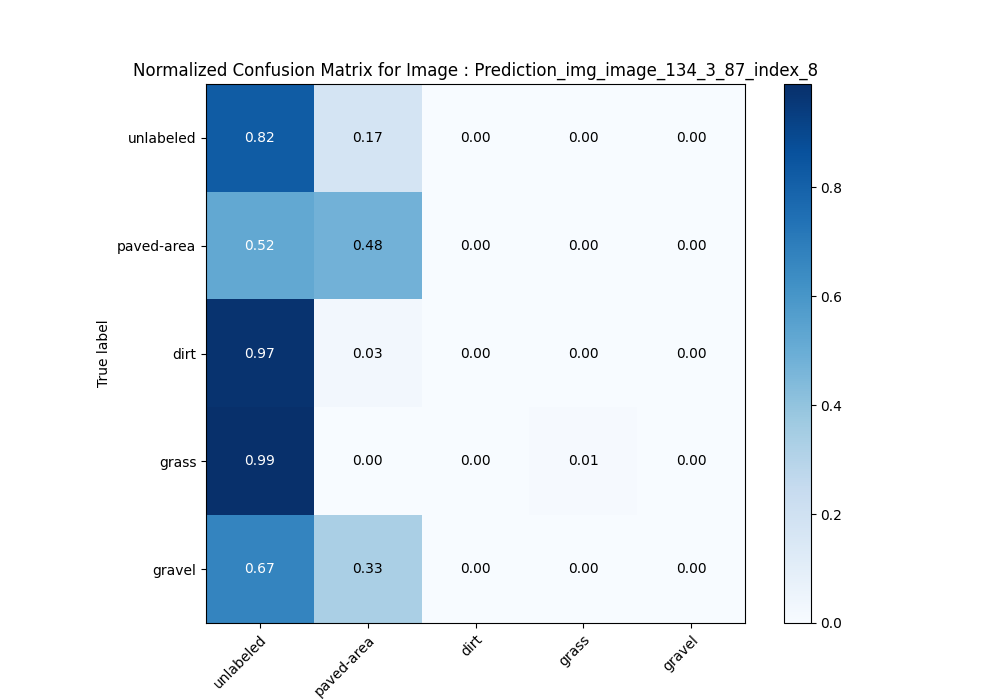 Normalized Confusion Matrix for Image : Prediction_img_image_134_3_87_index_8
unlabeled 0.82 0.17 0.00 0.00 0.00
paved-area 0.52 0.48 0.00 0.00 0.00
dirt 0.97 0.03 0.00 0.00 0.00
grass 0.99 0.00 0.00 0.01 0.00
gravel 0.67 0.33 0.00 0.00 0.00
True label
unlabeled paved-area dirt grass gravel
0.8
0.6
0.4
0.2
0.0